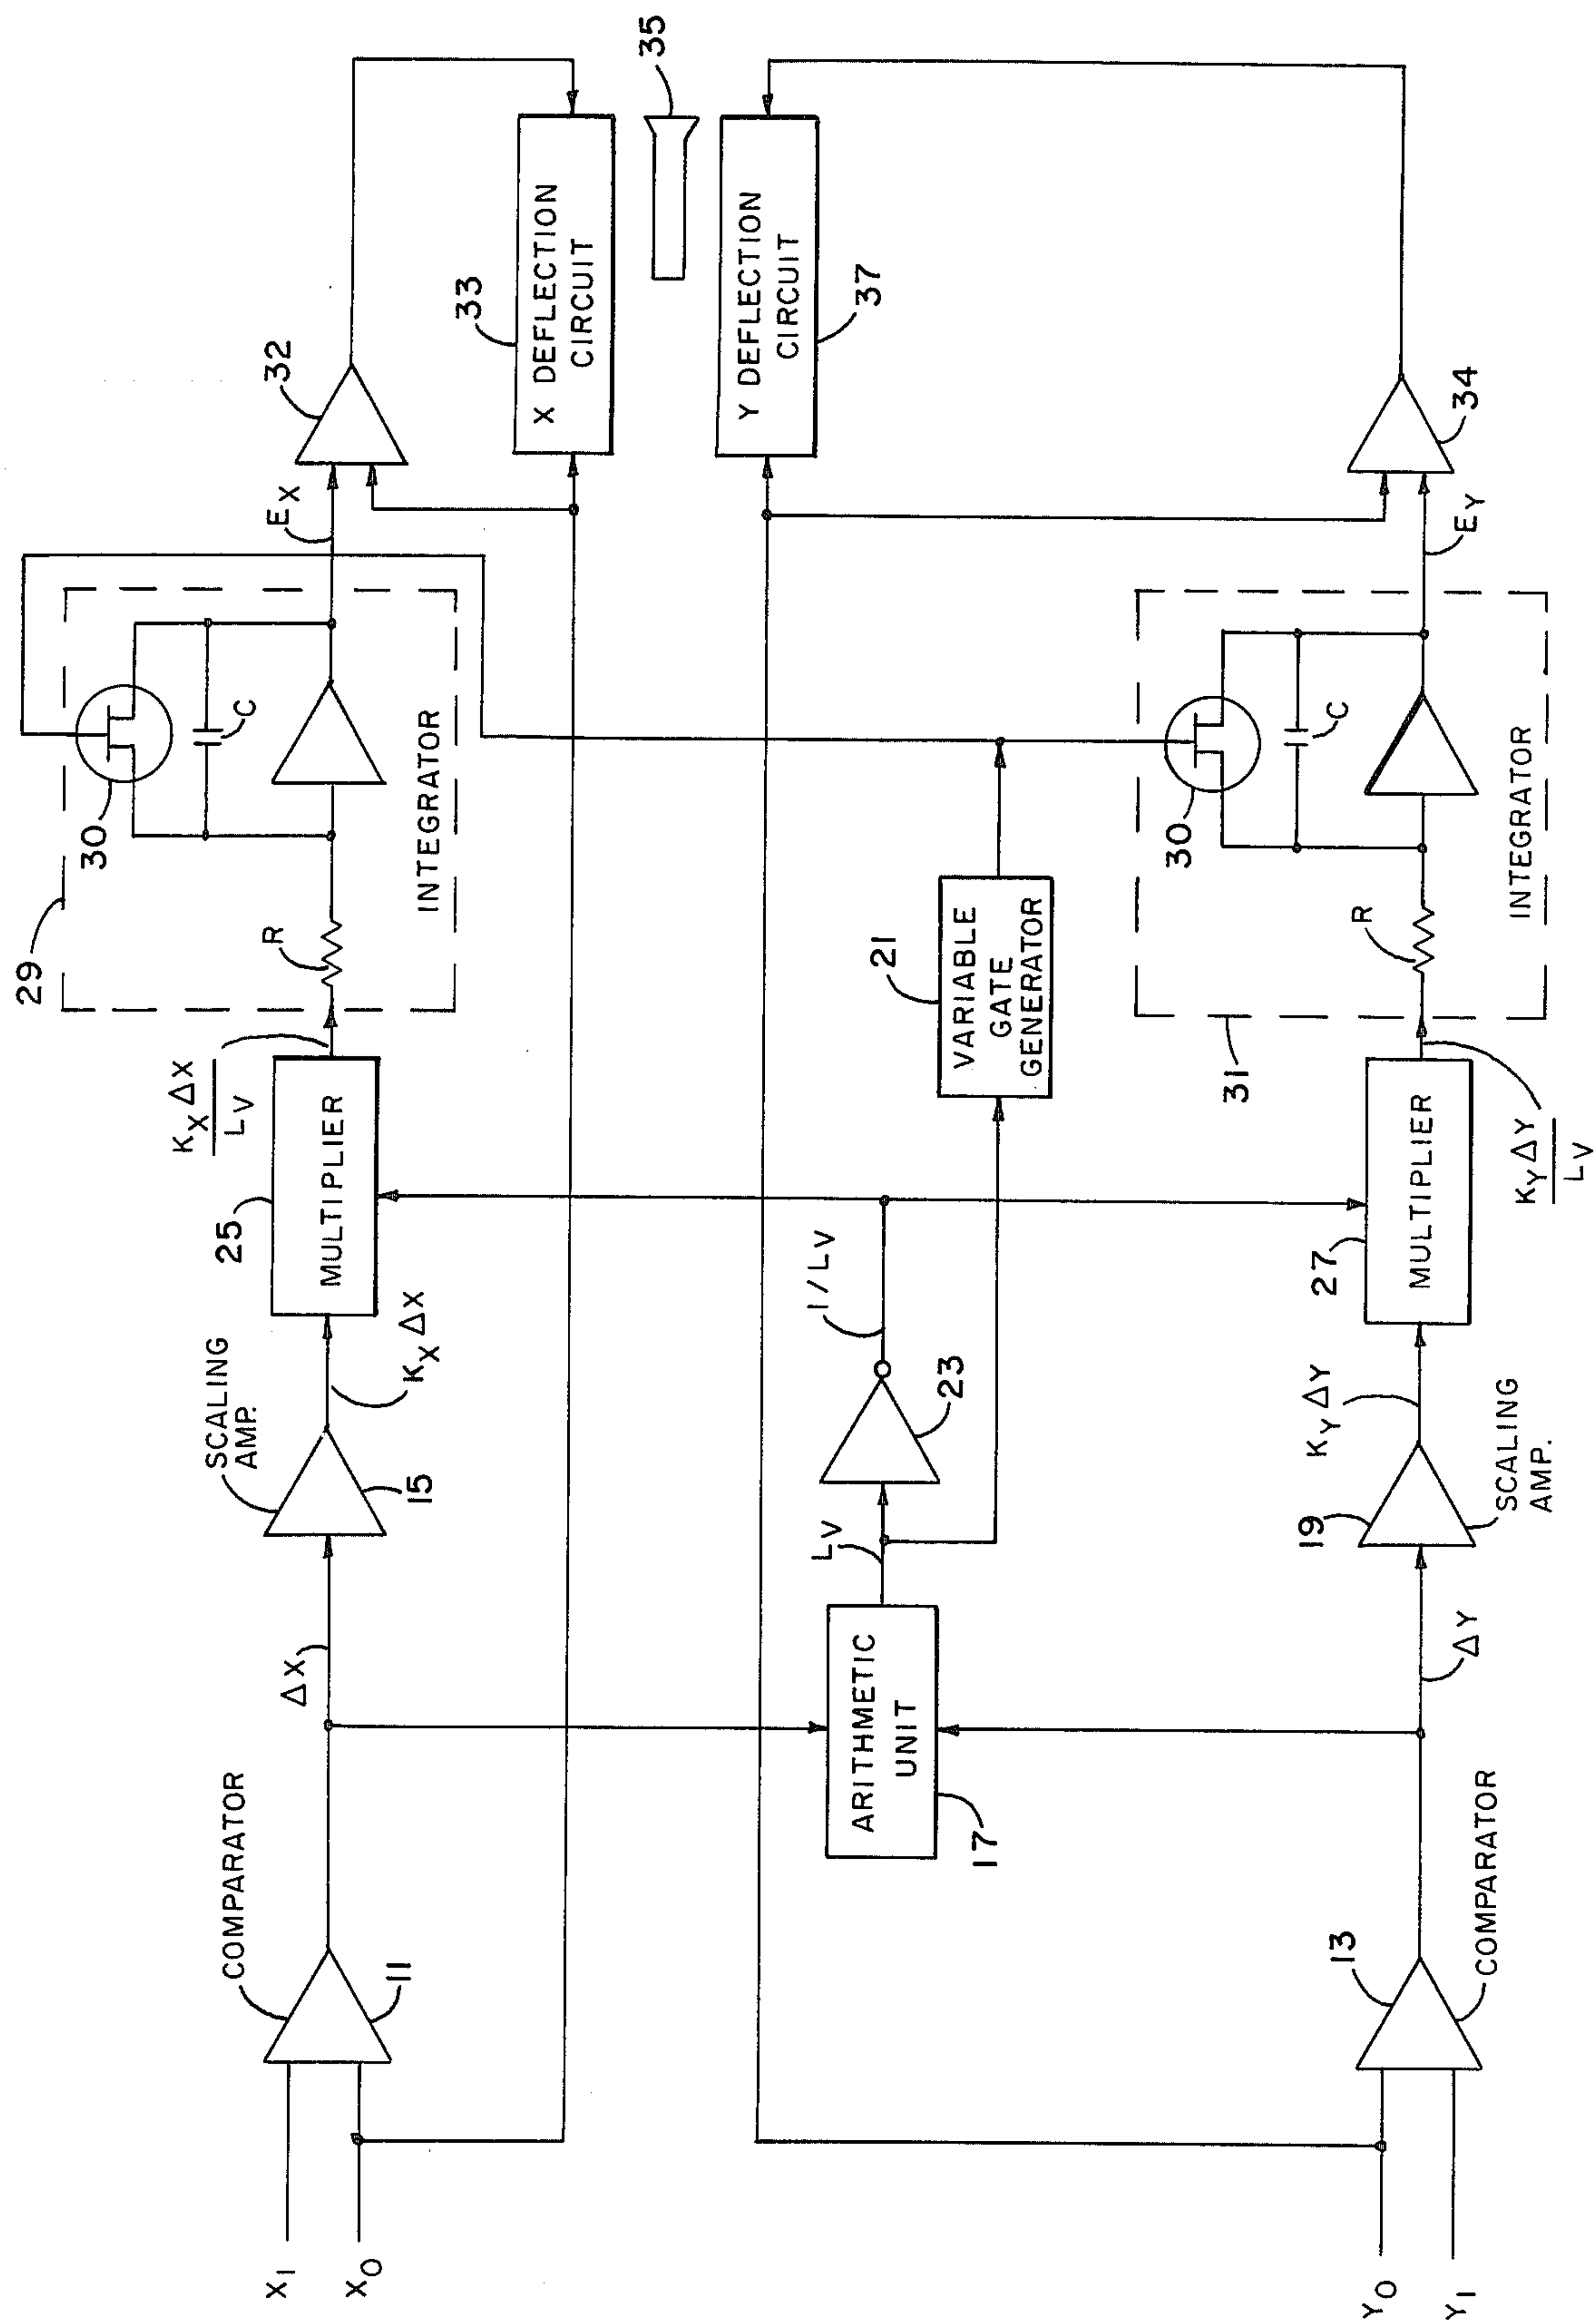 X1
X0
COMPARATOR
11
ΔX
SCALING
AMP.
15
KXΔX
25
MULTIPLIER
KXΔX
LV
29
R
30
C
INTEGRATOR
EX
32
33
X DEFLECTION
CIRCUIT
35
Y DEFLECTION
CIRCUIT
37
ARITHMETIC
UNIT
17
LV
23
1/LV
21
VARIABLE
GATE
GENERATOR
Y0
Y1
13
COMPARATOR
ΔY
19
SCALING
AMP.
KYΔY
27
MULTIPLIER
KYΔY
LV
31
R
30
C
INTEGRATOR
EY
34